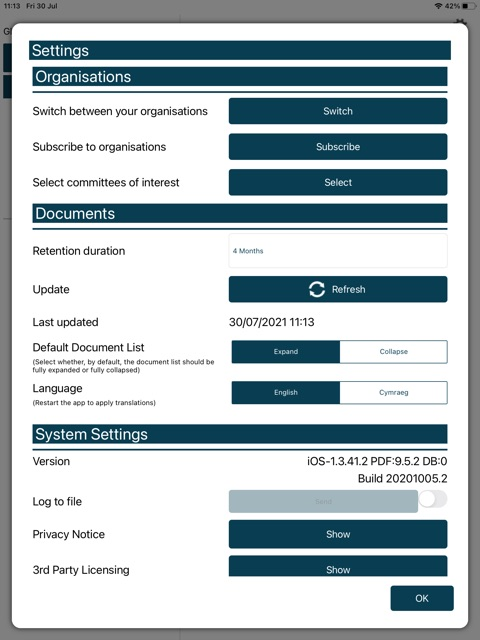 11:13 Fri 30 Jul
42%
Settings
Organisations
Switch between your organisations
Switch
Subscribe to organisations
Subscribe
Select committees of interest
Select
Documents
Retention duration
4 Months
Update
Refresh
Last updated
30/07/2021 11:13
Default Document List
(Select whether, by default, the document list should be
fully expanded or fully collapsed)
Expand
Collapse
Language
(Restart the app to apply translations)
English
Cymraeg
System Settings
Version
iOS-1.3.41.2 PDF:9.5.2 DB:0
Build 20201005.2
Log to file
Send
Privacy Notice
Show
3rd Party Licensing
Show
OK